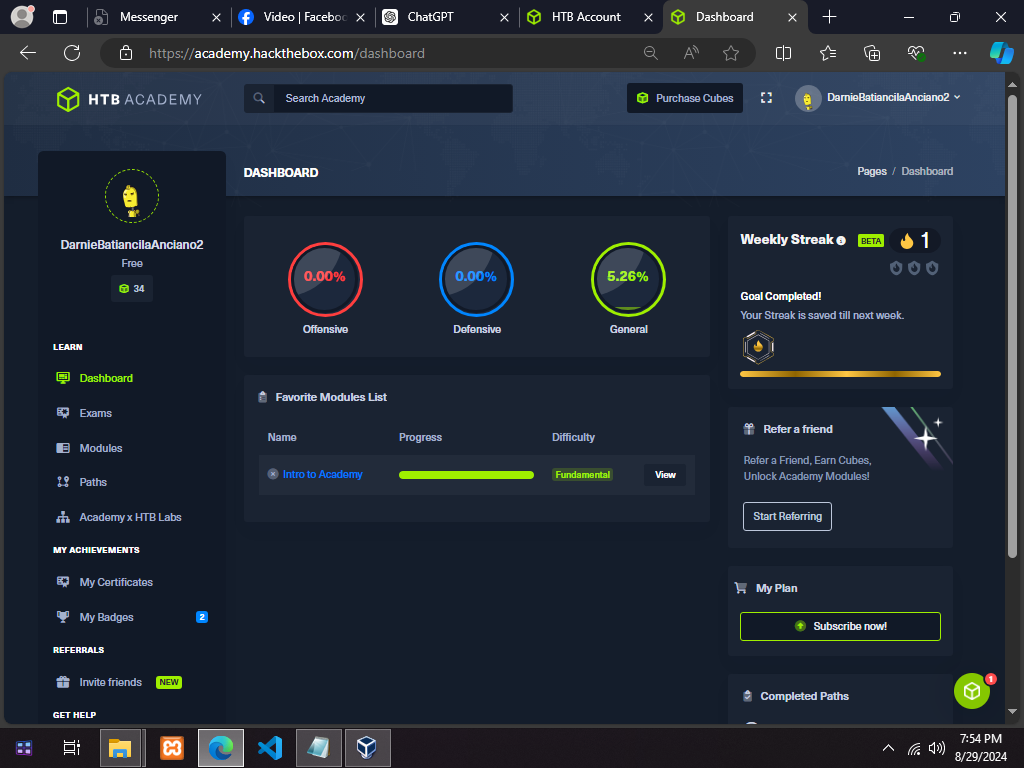 Messenger
Video | Facebo
ChatGPT
HTB Account
Dashboard
https://academy.hackthebox.com/dashboard
HTB ACADEMY
Search Academy
Purchase Cubes
DarnieBatiancilaAnciano2
DASHBOARD
Pages / Dashboard
DarnieBatiancilaAnciano2
Free
34
LEARN
Dashboard
Exams
Modules
Paths
Academy x HTB Labs
MY ACHIEVEMENTS
My Certificates
My Badges 2
REFERRALS
Invite friends NEW
GET HELP
0.00%
Offensive
0.00%
Defensive
5.26%
General
Favorite Modules List
Name Progress Difficulty
Intro to Academy Fundamental View
Weekly Streak BETA 1
Goal Completed!
Your Streak is saved till next week.
Refer a friend
Refer a Friend, Earn Cubes,
Unlock Academy Modules!
Start Referring
My Plan
Subscribe now!
Completed Paths
1
7:54 PM
8/29/2024